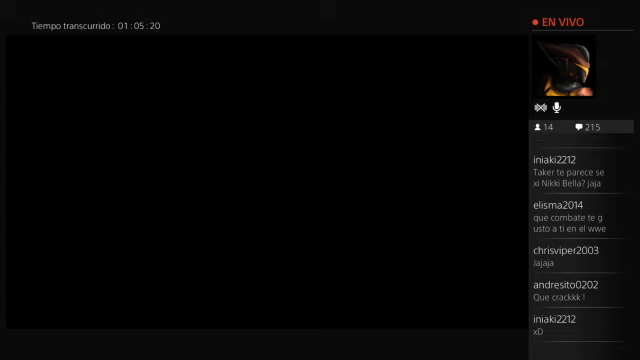 Tiempo transcurrido: 01:05:20
EN VIVO
14 215
iniaki2212
Taker te parece se
xi Nikki Bella? jaja
elisma2014
que combate te g
usto a ti en el wwe
chrisviper2003
Jajaja
andresito0202
Que crackkk !
iniaki2212
xD